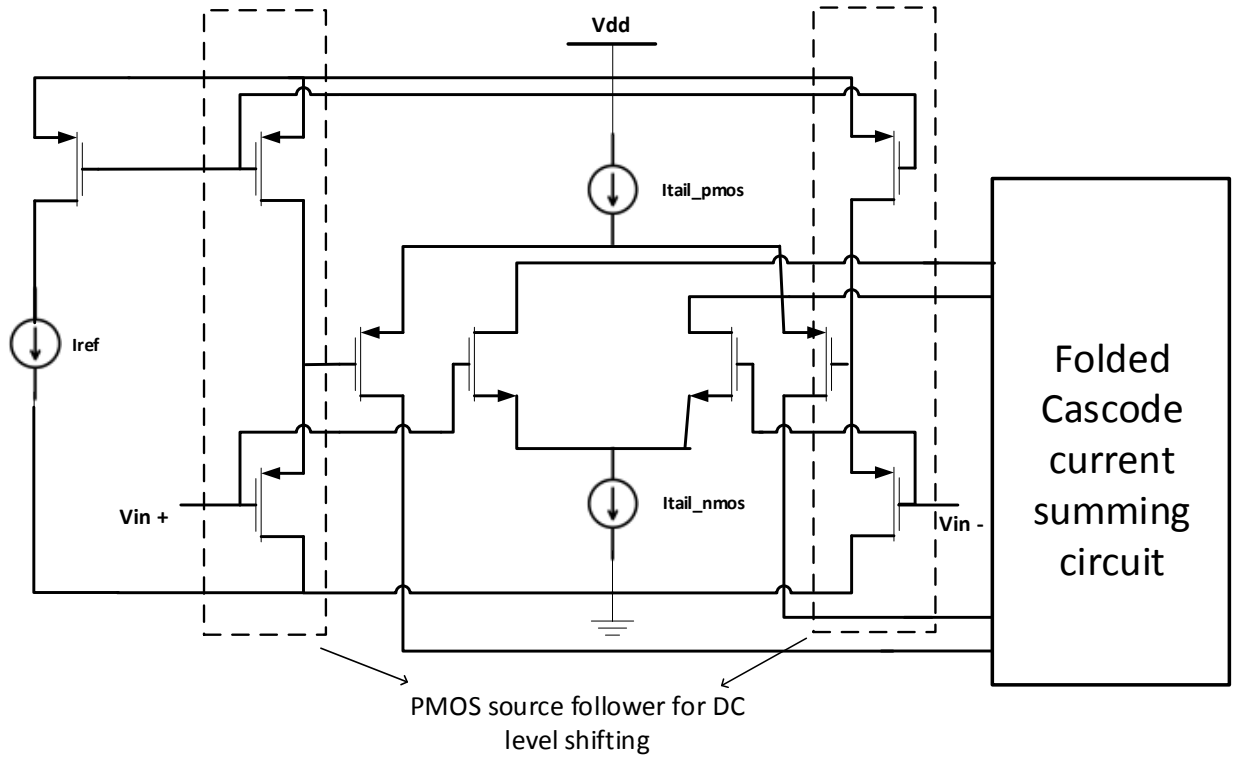 Vdd
Itail_pmos
Iref
Vin +
Itail_nmos
Vin -
Folded
Cascode
current
summing
circuit
PMOS source follower for DC
level shifting